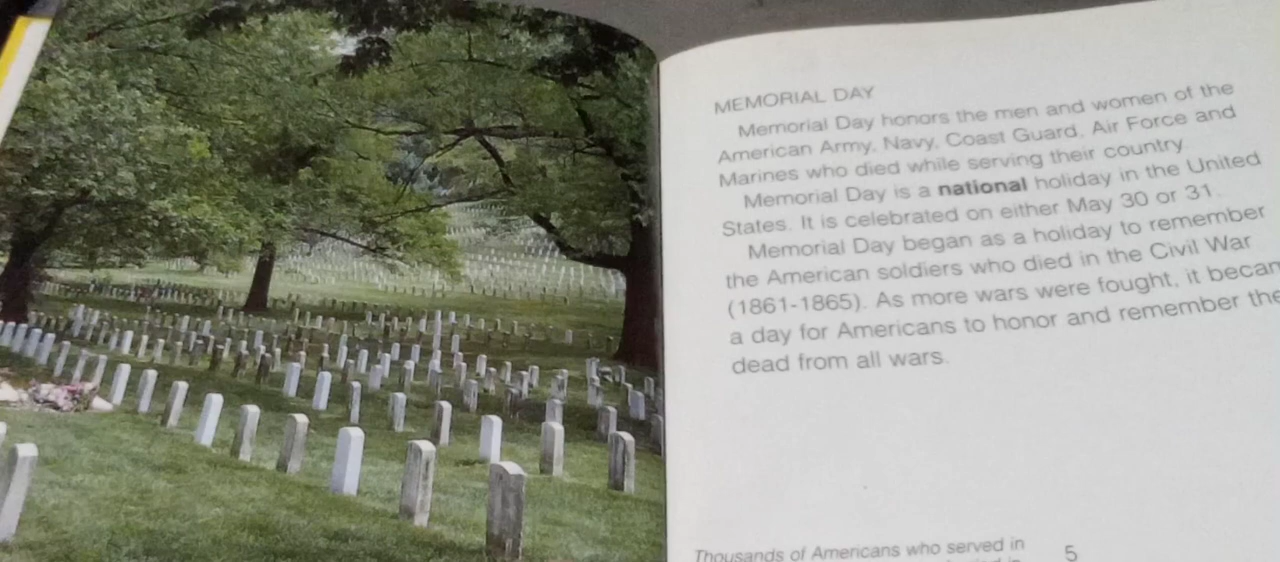 MEMORIAL DAY
Memorial Day honors the men and women of the
American Army, Navy, Coast Guard, Air Force and
Marines who died while serving their country.
Memorial Day is a national holiday in the United
States. It is celebrated on either May 30 or 31.
Memorial Day began as a holiday to remember
the American soldiers who died in the Civil War
(1861-1865). As more wars were fought, it becam
a day for Americans to honor and remember the
dead from all wars.
Thousands of Americans who served in
5